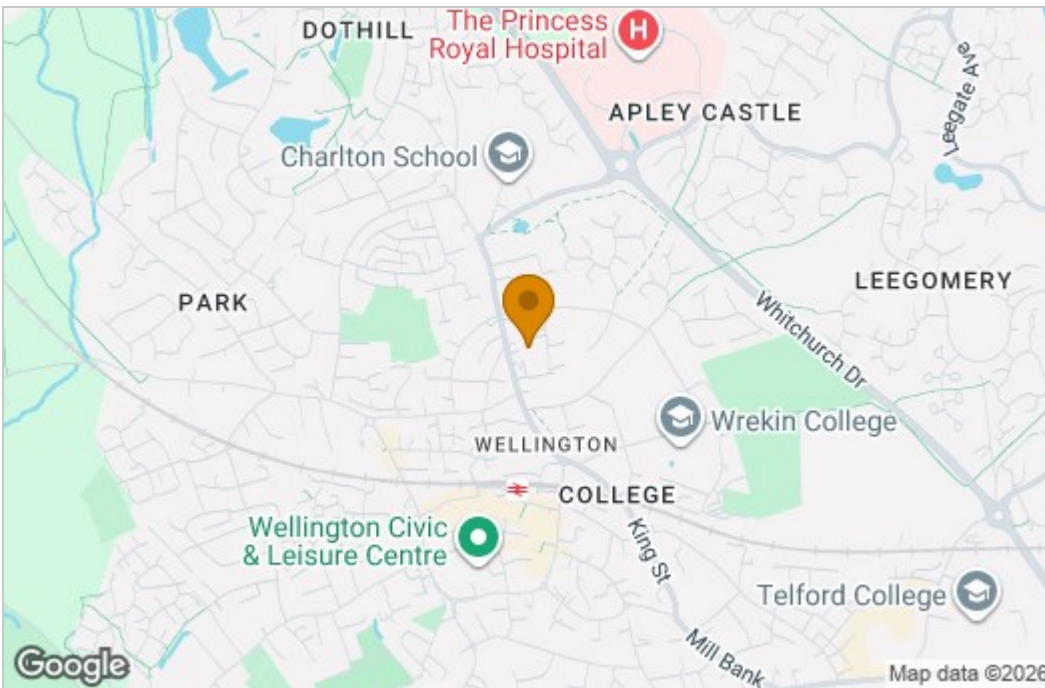 DOTHILL
The Princess
Royal Hospital
H
APLEY CASTLE
Leegate Ave
Charlton School
LEEGOMERY
PARK
Whitchurch Dr
Wrekin College
WELLINGTON
COLLEGE
Wellington Civic
& Leisure Centre
King St
Telford College
Mill Bank
Google
Map data ©2026